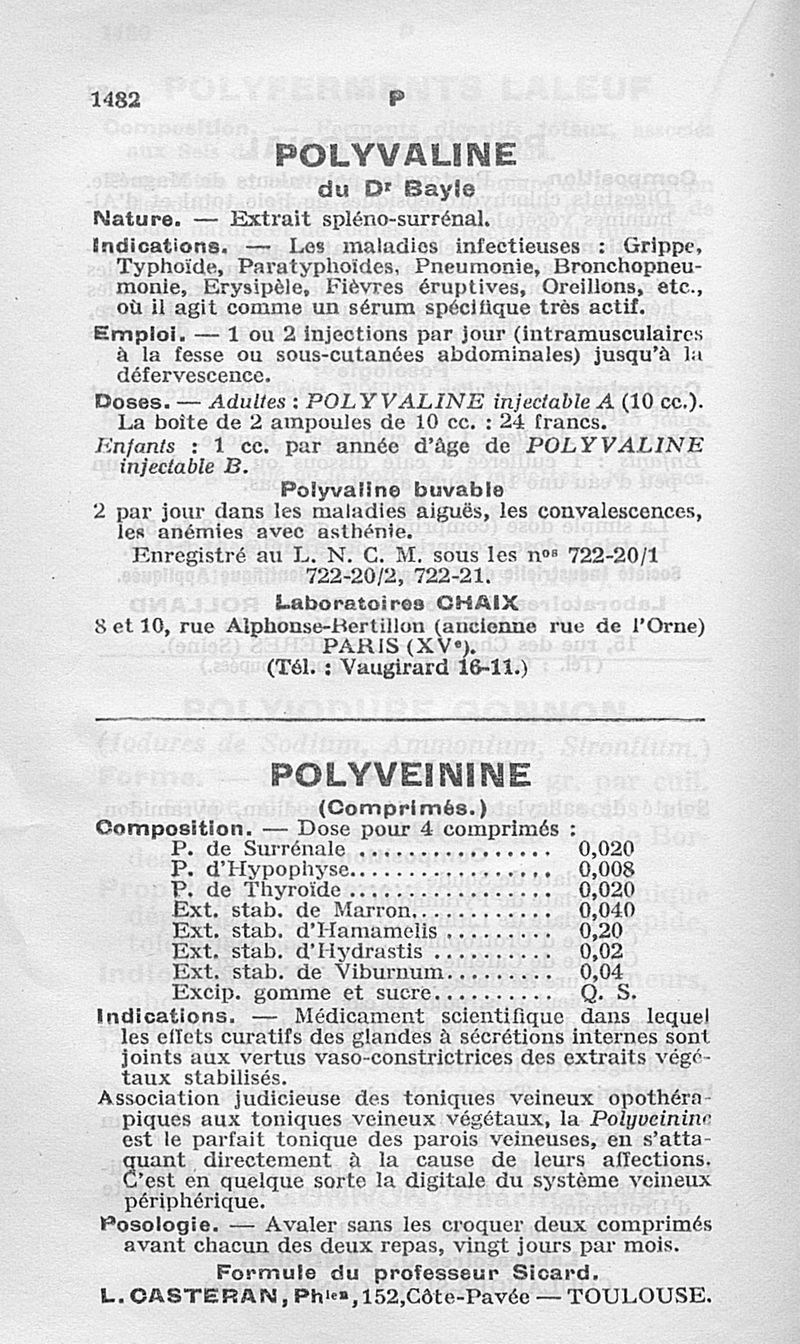 1482
P
POLYVALINE
du Dr Bayle
Nature. — Extrait spléno-surrénal.
Indications. — Les maladies infectieuses : Grippe,
Typhoïde, Paratyphoïdes, Pneumonie, Bronchopneu-
monie, Erysipèle, Fièvres éruptives, Oreillons, etc.,
où il agit comme un sérum spécifique très actif.
Emploi. — 1 ou 2 injections par jour (intramusculaires
à la fesse ou sous-cutanées abdominales) jusqu'à la
défervescence.
Doses. — Adultes : POLYVALINE injectable A (10 cc.).
La boîte de 2 ampoules de 10 cc. : 24 francs.
Enfants : 1 cc. par année d'âge de POLYVALINE
injectable B.
Polyvaline buvable
2 par jour dans les maladies aiguës, les convalescences,
les anémies avec asthénie.
Enregistré au L. N. C. M. sous les nos 722-20/1
722-20/2, 722-21.
Laboratoires CHAIX
8 et 10, rue Alphonse-Bertillon (ancienne rue de l'Orne)
PARIS (XVe).
(Tél. : Vaugirard 16-11.)
POLYVEININE
(Comprimés.)
Composition. — Dose pour 4 comprimés :
P. de Surrénale ................ 0,020
P. d'Hypophyse................. 0,008
P. de Thyroïde ................. 0,020
Ext. stab. de Marron............ 0,040
Ext. stab. d'Hamamelis ......... 0,20
Ext. stab. d'Hydrastis .......... 0,02
Ext. stab. de Viburnum......... 0,04
Excip. gomme et sucre.......... Q. S.
Indications. — Médicament scientifique dans lequel
les effets curatifs des glandes à sécrétions internes sont
joints aux vertus vaso-constrictrices des extraits végé-
taux stabilisés.
Association judicieuse des toniques veineux opothéra-
piques aux toniques veineux végétaux, la Polyveinine
est le parfait tonique des parois veineuses, en s'atta-
quant directement à la cause de leurs affections.
C'est en quelque sorte la digitale du système veineux
périphérique.
Posologie. — Avaler sans les croquer deux comprimés
avant chacun des deux repas, vingt jours par mois.
Formule du professeur Sicard.
L. CASTERAN, Phien, 152, Côte-Pavée — TOULOUSE.